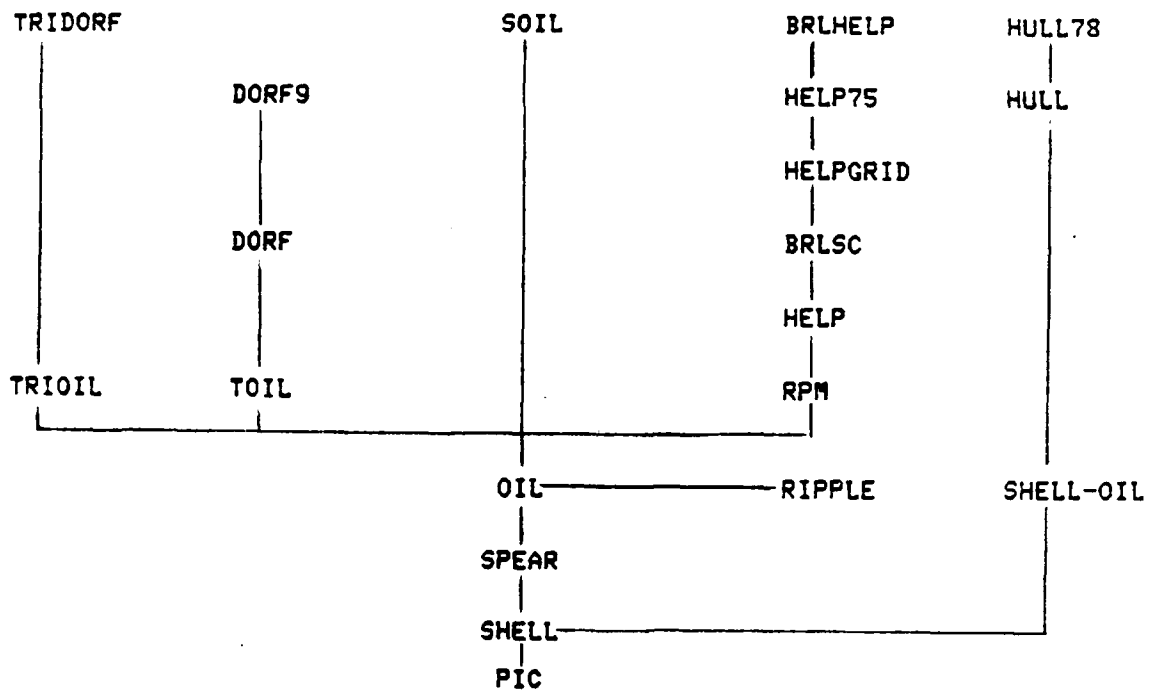 TRIDORF SOIL BRLHELP HULL78
DORF9 HELP75 HULL
HELPGRID
DORF BRLSC
HELP
TRIOIL TOIL RPM
OIL RIPPLE SHELL-OIL
SPEAR
SHELL
PIC